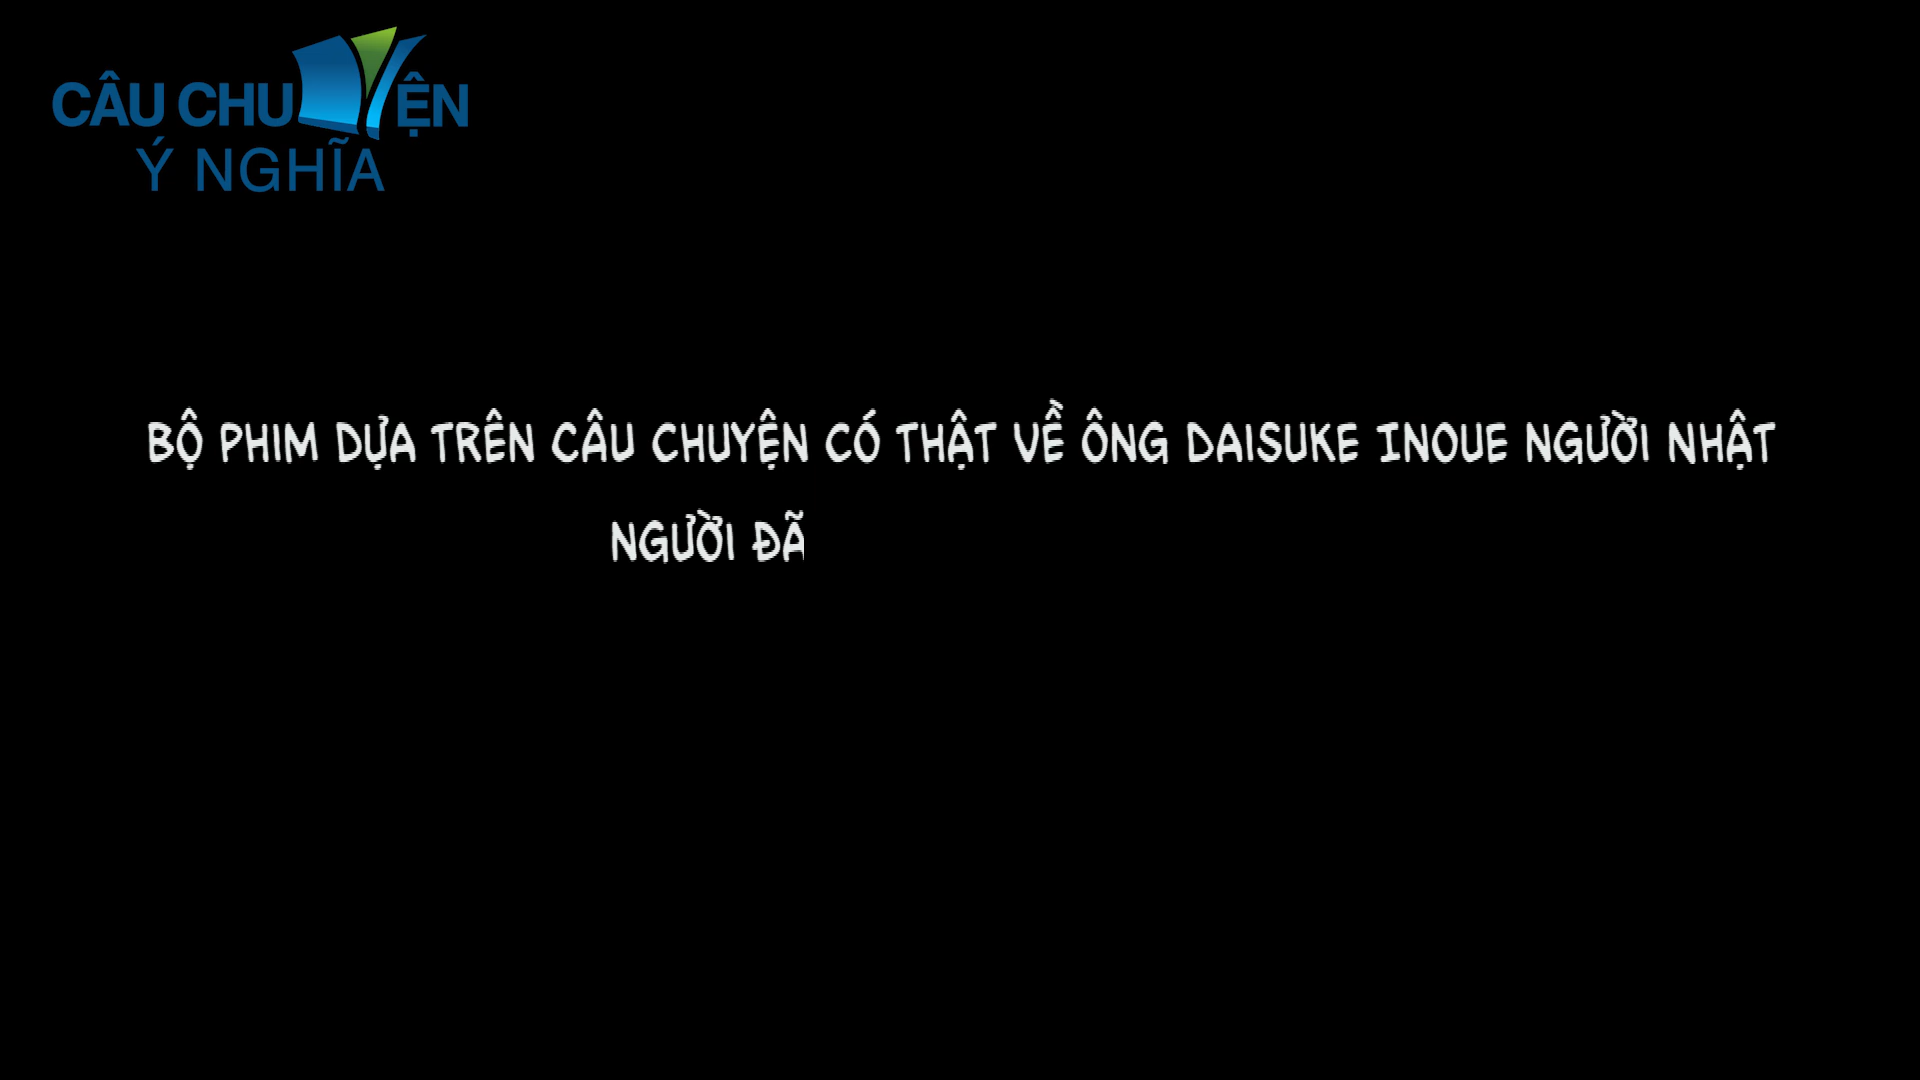 CÂU CHUYỆN
Ý NGHĨA
BỘ PHIM DỰA TRÊN CÂU CHUYỆN CÓ THẬT VỀ ÔNG DAISUKE INOUE NGƯỜI NHẬT
NGƯỜI ĐÃ